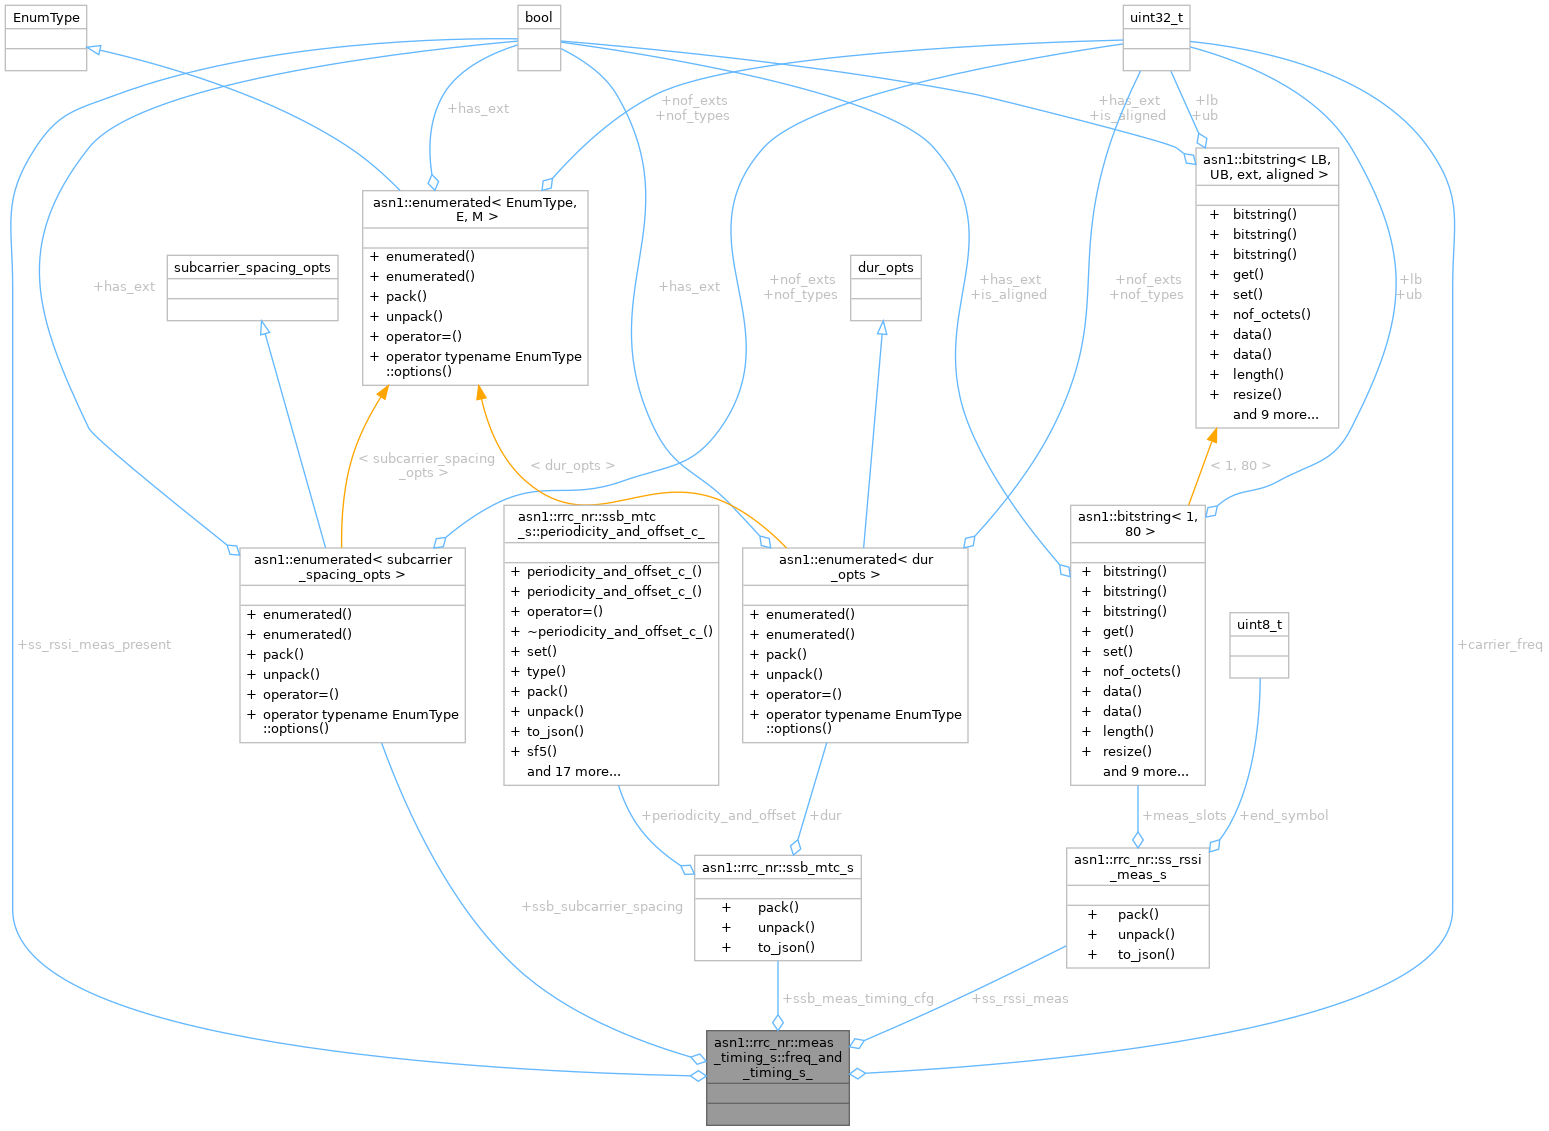 EnumType
bool
uint32_t
+has_ext
+nof_exts
+nof_types
+has_ext
+is_aligned
+lb
+ub
asn1::bitstring< LB,
UB, ext, aligned >
+ bitstring()
+ bitstring()
+ bitstring()
+ get()
+ set()
+ nof_octets()
+ data()
+ data()
+ length()
+ resize()
and 9 more...
asn1::enumerated< EnumType,
E, M >
+ enumerated()
+ enumerated()
+ pack()
+ unpack()
+ operator=()
+ operator typename EnumType
::options()
subcarrier_spacing_opts
dur_opts
+has_ext
+has_ext
+nof_exts
+nof_types
+has_ext
+is_aligned
+nof_exts
+nof_types
+lb
+ub
< subcarrier_spacing
_opts >
< dur_opts >
< 1, 80 >
asn1::enumerated< subcarrier
_spacing_opts >
+ enumerated()
+ enumerated()
+ pack()
+ unpack()
+ operator=()
+ operator typename EnumType
::options()
asn1::rrc_nr::ssb_mtc
_s::periodicity_and_offset_c_
+ periodicity_and_offset_c_()
+ periodicity_and_offset_c_()
+ operator=()
+ ~periodicity_and_offset_c_()
+ set()
+ type()
+ pack()
+ unpack()
+ to_json()
+ sf5()
and 17 more...
asn1::enumerated< dur
_opts >
+ enumerated()
+ enumerated()
+ pack()
+ unpack()
+ operator=()
+ operator typename EnumType
::options()
asn1::bitstring< 1,
80 >
+ bitstring()
+ bitstring()
+ bitstring()
+ get()
+ set()
+ nof_octets()
+ data()
+ data()
+ length()
+ resize()
and 9 more...
uint8_t
+ss_rssi_meas_present
+carrier_freq
+periodicity_and_offset
+dur
+meas_slots
+end_symbol
asn1::rrc_nr::ssb_mtc_s
+ pack()
+ unpack()
+ to_json()
asn1::rrc_nr::ss_rssi
_meas_s
+ pack()
+ unpack()
+ to_json()
+ssb_subcarrier_spacing
+ssb_meas_timing_cfg
+ss_rssi_meas
asn1::rrc_nr::meas
_timing_s::freq_and
_timing_s_